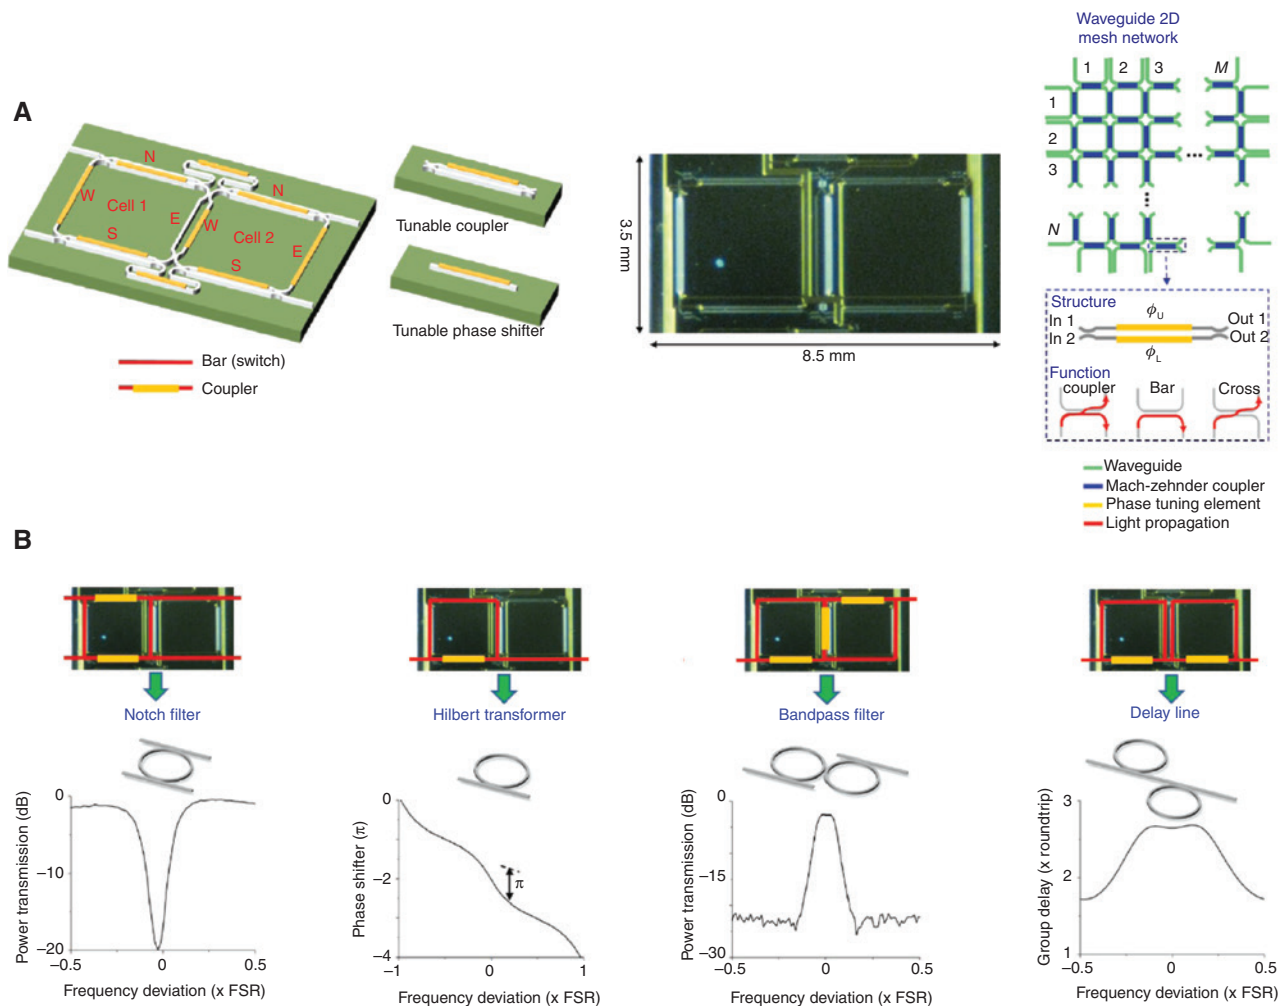 A
N
N
W
Cell 1
E
W
S
Cell 2
E
S
Tunable coupler
Tunable phase shifter
Bar (switch)
Coupler
3.5 mm
8.5 mm
Waveguide 2D
mesh network
1 2 3 M
1
2
3
N
Structure
In 1 ϕU Out 1
In 2 ϕL Out 2
Function
coupler Bar Cross
Waveguide
Mach-zehnder coupler
Phase tuning element
Light propagation
B
Notch filter
Power transmission (dB)
0
–10
–20
–0.5 0 0.5
Frequency deviation (x FSR)
Hilbert transformer
Phase shifter (π)
0
–2
–4
π
–1 0 1
Frequency deviation (x FSR)
Bandpass filter
Power transmission (dB)
0
–15
–30
–0.5 0 0.5
Frequency deviation (x FSR)
Delay line
Group delay (x roundtrip)
3
2
1
–0.5 0 0.5
Frequency deviation (x FSR)